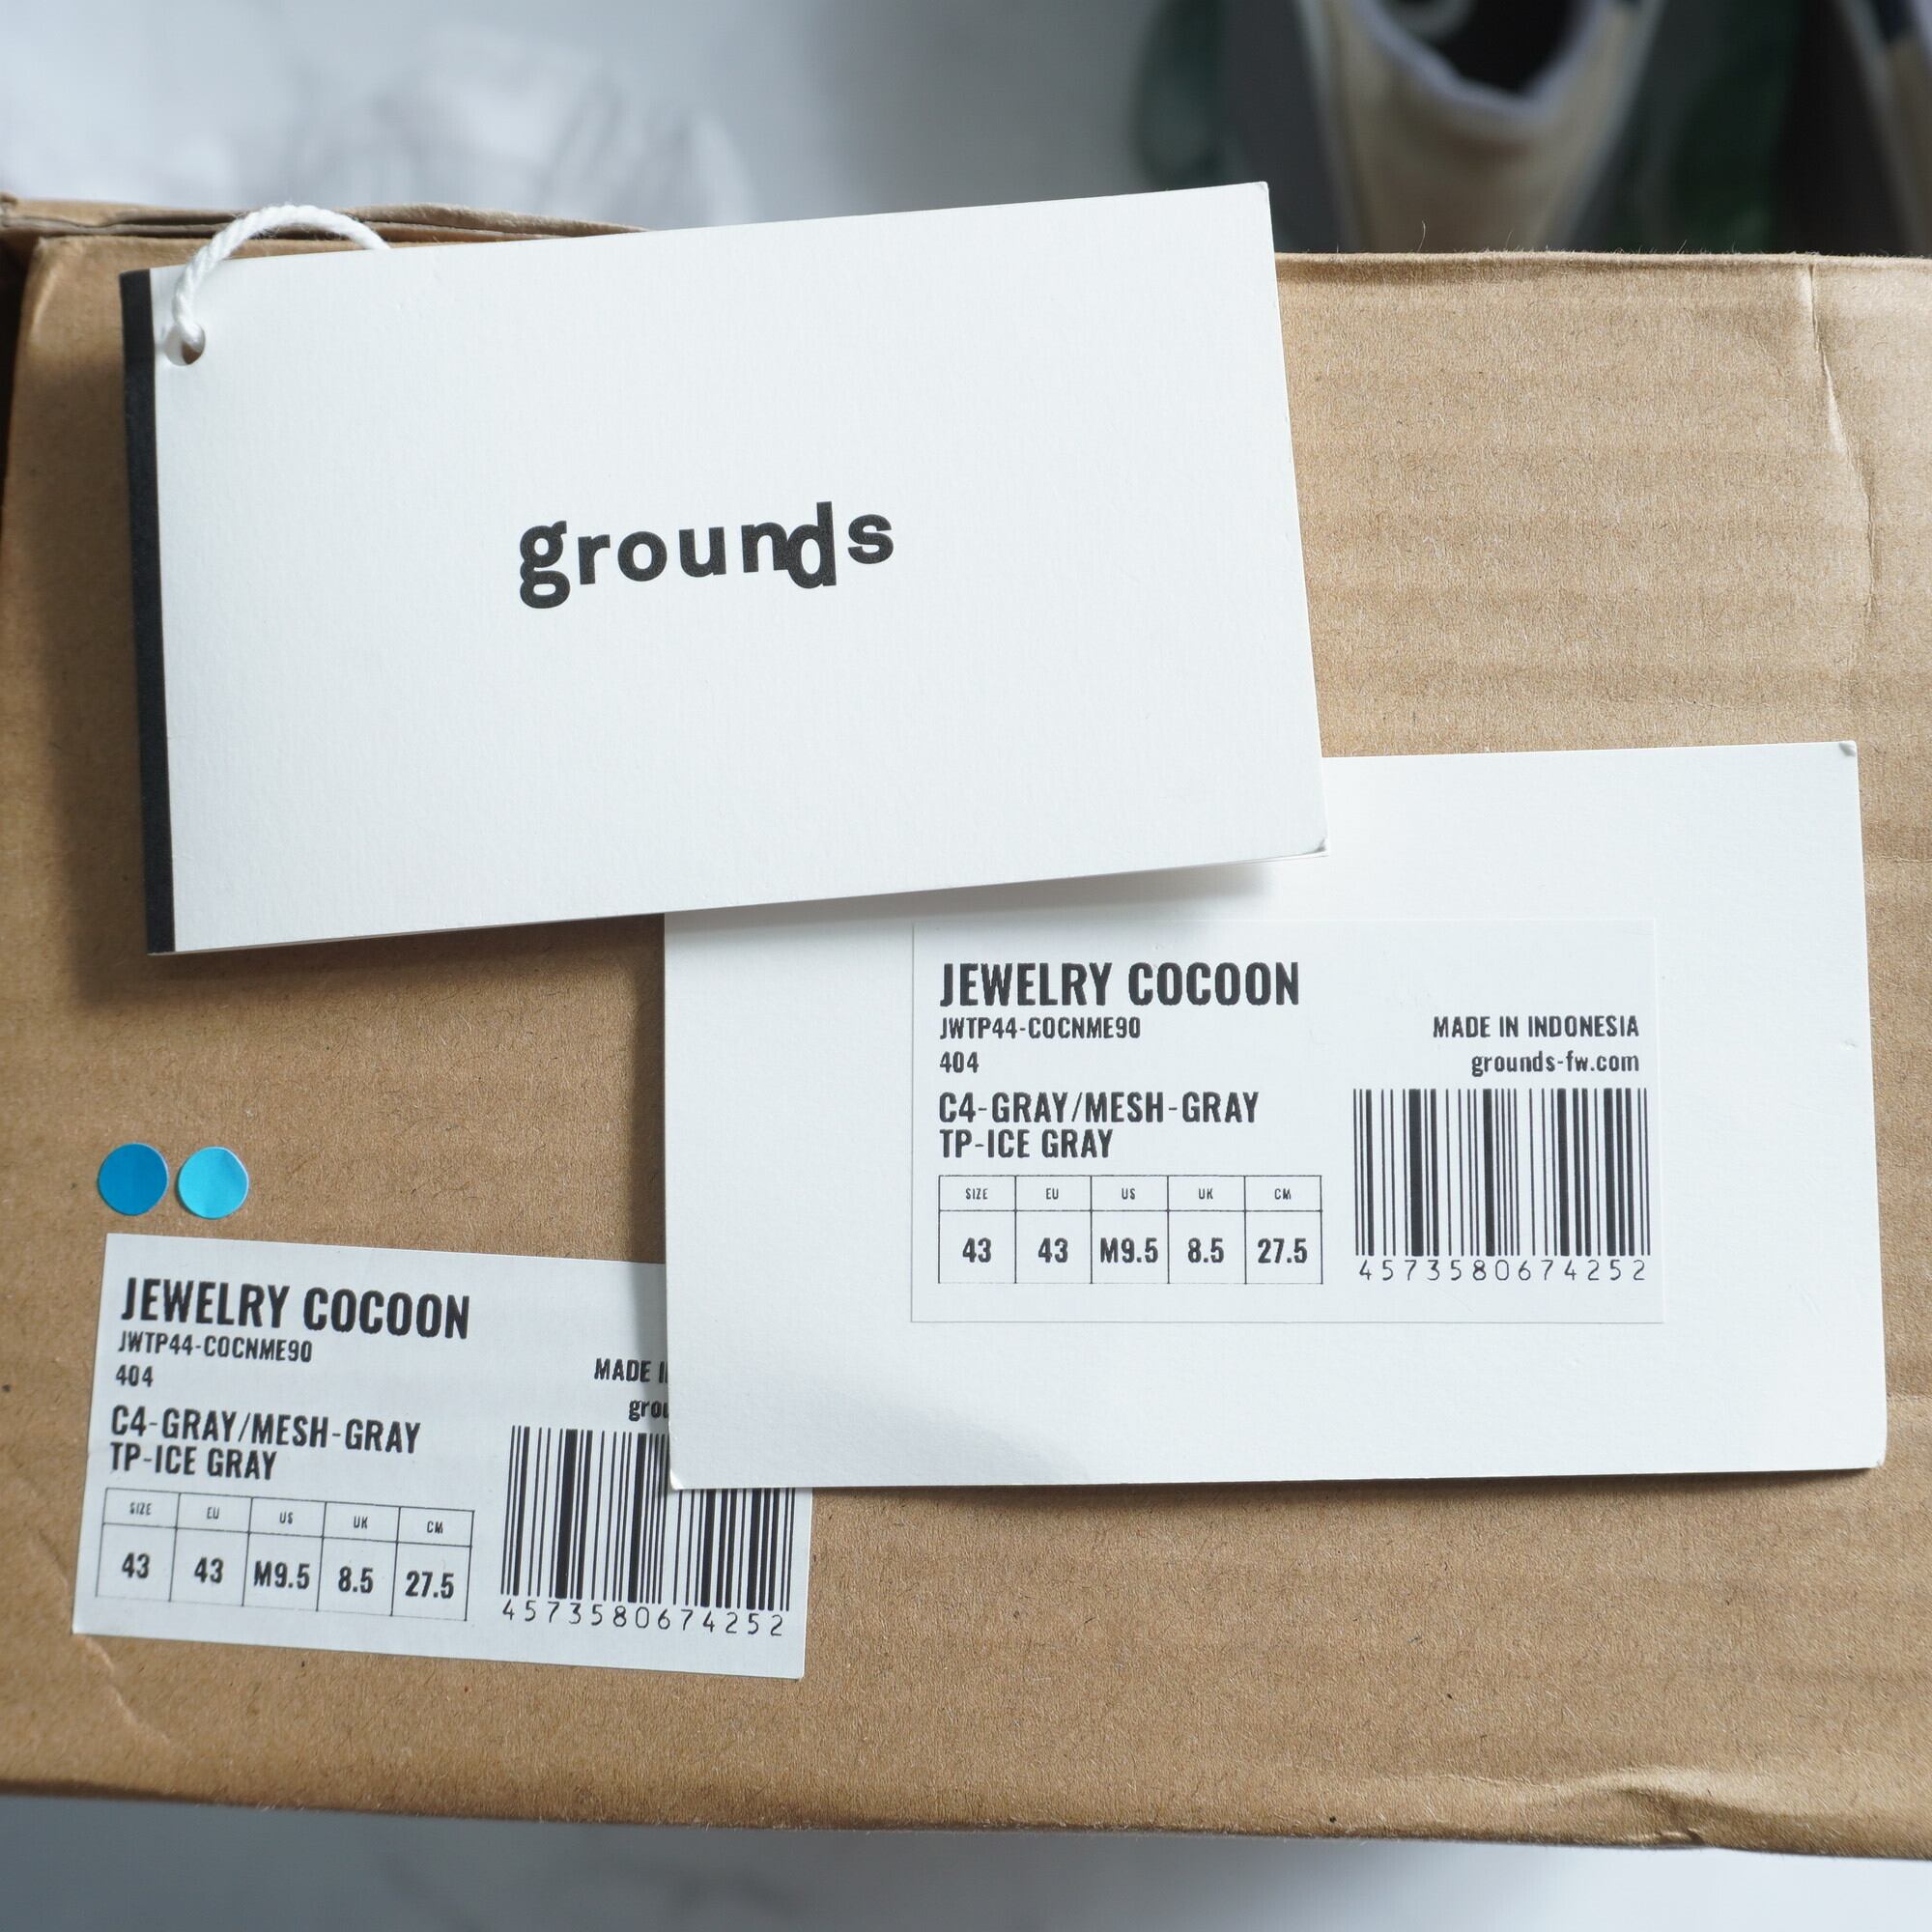 grounds
JEWELRY COCOON
JWTP44-COCNME90
404
MADE IN INDONESIA
grounds-fw.com
C4-GRAY/MESH-GRAY
TP-ICE GRAY
SIZE EU US UK CM
43 43 M9.5 8.5 27.5
4573580674252
JEWELRY COCOON
JWTP44-COCNME90
404
MADE
C4-GRAY/MESH-GRAY
TP-ICE GRAY
SIZE EU US UK CM
43 43 M9.5 8.5 27.5
4573580674252